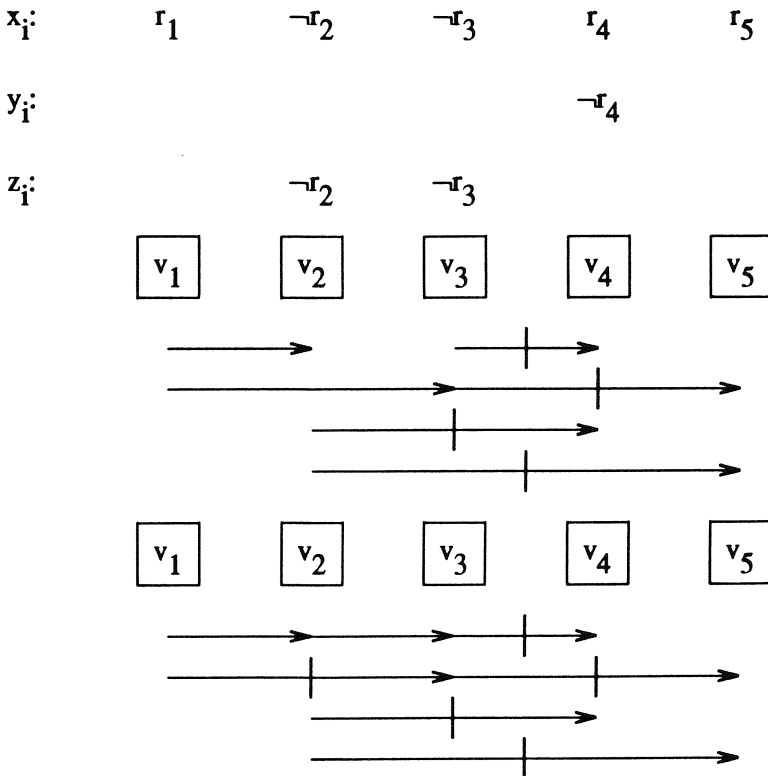 xᵢ: r₁ ¬r₂ ¬r₃ r₄ r₅
yᵢ: ¬r₄
zᵢ: ¬r₂ ¬r₃
v₁ v₂ v₃ v₄ v₅
v₁ v₂ v₃ v₄ v₅